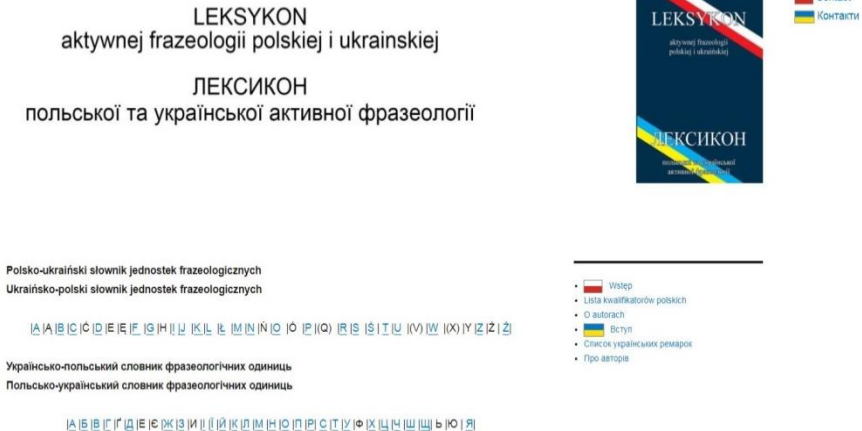 LEKSYKON
aktywnej frazeologii polskiej i ukrainskiej
ЛЕКСИКОН
польської та української активної фразеології
LEKSYKON
aktywnej frazeologii
polskiej i ukraińskiej
ЛЕКСИКОН
активної
Контакти
Polsko-ukraiński słownik jednostek frazeologicznych
Ukraińsko-polski słownik jednostek frazeologicznych
|A |Ą |B |C |Ć |D |E |Ę |F |G |H |I |J |K |L |Ł |M |N |Ń |O |Ó |P |(Q) |R |S |Ś | T |U |(V) |W |(X) |Y |Z |Ź | Ż|
Українсько-польський словник фразеологічних одиниць
Польсько-український словник фразеологічних одиниць
|А |Б |В |Г |Ґ |Д |Е |Є |Ж |З |И |І |Ї |Й |К |Л |М |Н |О |П |Р | С |Т |У |Ф |Х |Ц |Ч |Ш |Щ| Ь |Ю | Я|
Wstęp
Lista kwalifikatorów polskich
O autorach
Вступ
Список українських ремарок
Про авторів